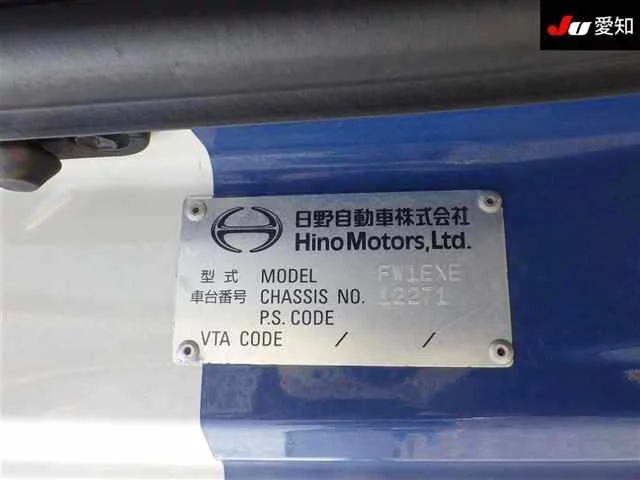 JU 愛知
日野自動車株式会社
Hino Motors, Ltd.
型式 MODEL FW1EXE
車台番号 CHASSIS NO. 12271
P.S. CODE
VTA CODE / /